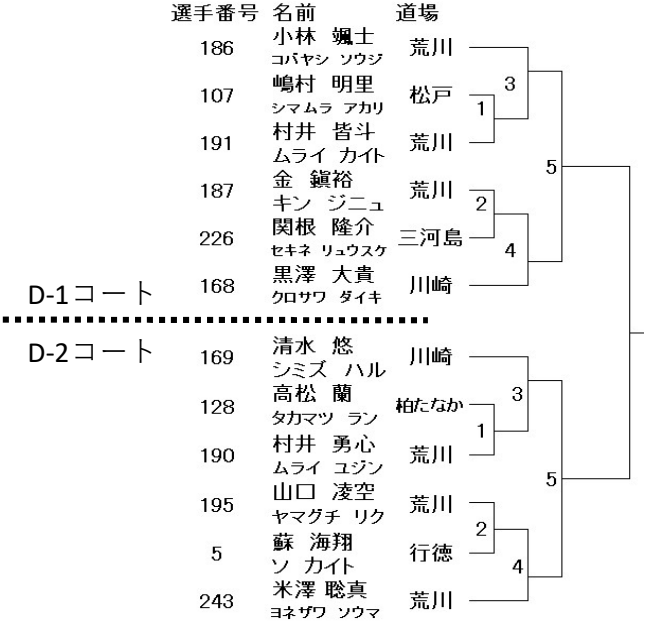 選手番号 名前 道場
小林 颯士
186 荒川
コバヤシ ソウジ
3
嶋村 明里
107 松戸
シマムラ アカリ
1
村井 皆斗
191 荒川
ムライ カイト
5
金 鎭裕
187 荒川
キン ジニュ
2
関根 隆介
226 三河島
セキネ リュウスケ
4
黒澤 大貴
168 川崎
クロサワ ダイキ
D-1コート
D-2コート
清水 悠
169 川崎
シミズ ハル
3
高松 蘭
128 柏たなか
タカマツ ラン
1
村井 勇心
190 荒川
ムライ ユジン
5
山口 凌空
195 荒川
ヤマグチ リク
2
蘇 海翔
5 行徳
ソ カイト
4
米澤 聡真
243 荒川
ヨネザワ ソウマ